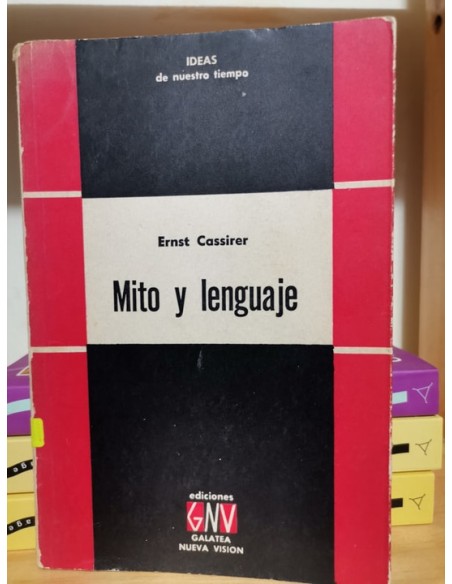 IDEAS
de nuestro tiempo
Ernst Cassirer
Mito y lenguaje
ediciones
GNV
GALATEA
NUEVA VISION